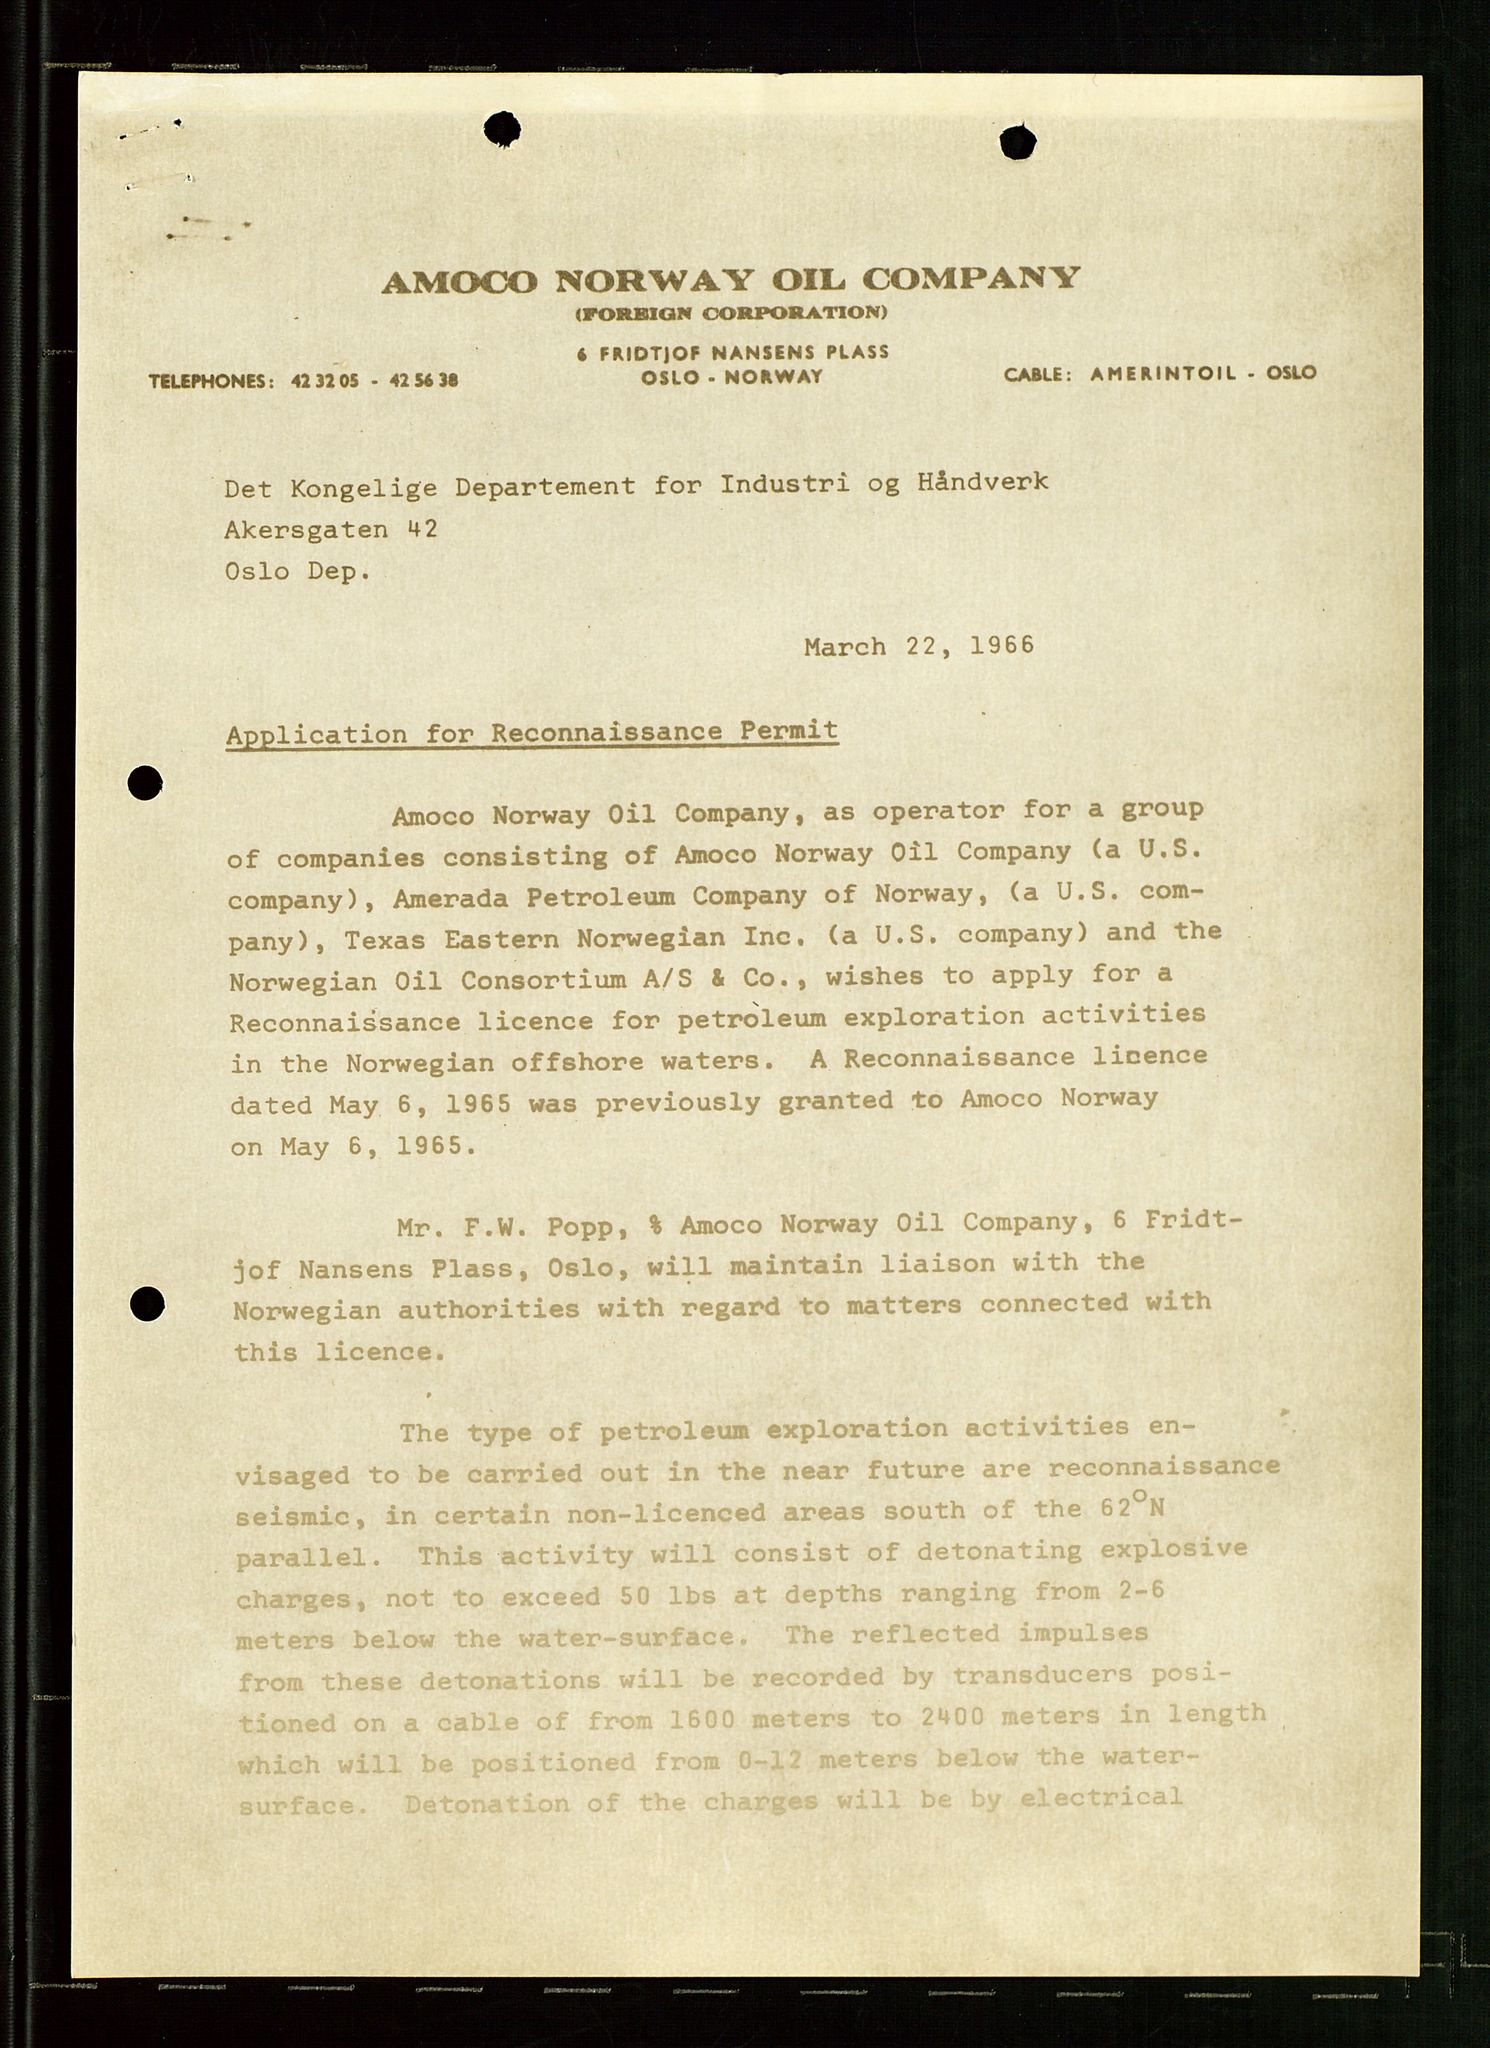 AMOCO NORWAY OIL COMPANY
(FOREIGN CORPORATION)
6 FRIDTJOF NANSENS PLASS
OSLO - NORWAY
TELEPHONES: 42 32 05 - 42 56 38
CABLE: AMERINTOIL - OSLO
Det Kongelige Departement for Industri og Håndverk
Akersgaten 42
Oslo Dep.
March 22, 1966
Application for Reconnaissance Permit
Amoco Norway Oil Company, as operator for a group
of companies consisting of Amoco Norway Oil Company (a U.S.
company), Amerada Petroleum Company of Norway, (a U.S. com-
pany), Texas Eastern Norwegian Inc. (a U.S. company) and the
Norwegian Oil Consortium A/S & Co., wishes to apply for a
Reconnaissance licence for petroleum exploration activities
in the Norwegian offshore waters. A Reconnaissance licence
dated May 6, 1965 was previously granted to Amoco Norway
on May 6, 1965.
Mr. F.W. Popp, % Amoco Norway Oil Company, 6 Fridt-
jof Nansens Plass, Oslo, will maintain liaison with the
Norwegian authorities with regard to matters connected with
this licence.
The type of petroleum exploration activities en-
visaged to be carried out in the near future are reconnaissance
seismic, in certain non-licenced areas south of the 62°N
parallel. This activity will consist of detonating explosive
charges, not to exceed 50 lbs at depths ranging from 2-6
meters below the water-surface. The reflected impulses
from these detonations will be recorded by transducers posi-
tioned on a cable of from 1600 meters to 2400 meters in length
which will be positioned from 0-12 meters below the water-
surface. Detonation of the charges will be by electrical